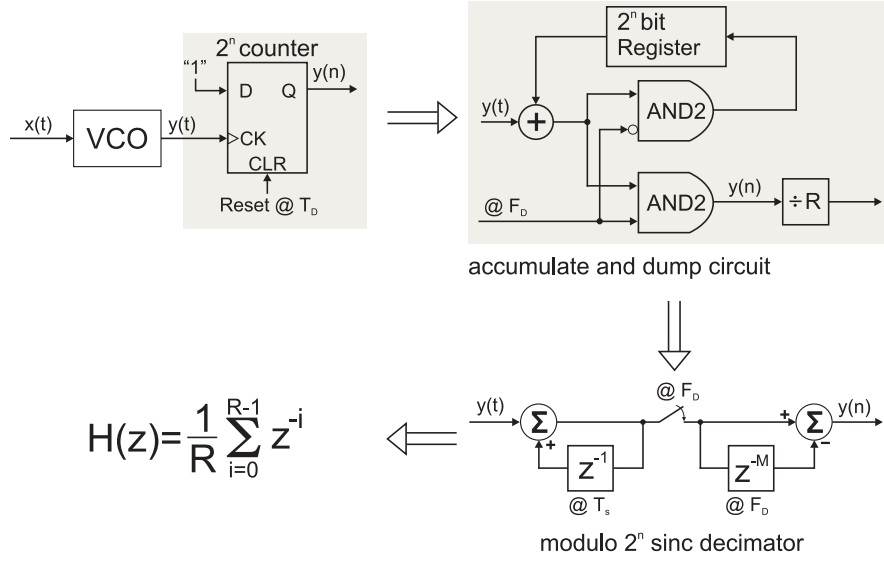 2ⁿ counter
"1"
D Q
y(n)
x(t)
VCO
y(t)
CK
CLR
Reset @ T_D
2ⁿ bit
Register
y(t)
+
AND2
@ F_D
AND2
y(n)
÷R
accumulate and dump circuit
@ F_D
y(t)
Σ
+
z⁻¹
@ T_s
+
Σ
−
y(n)
z⁻ᴹ
@ F_D
modulo 2ⁿ sinc decimator
H(z)= 1/R Σ_{i=0}^{R-1} z⁻ⁱ